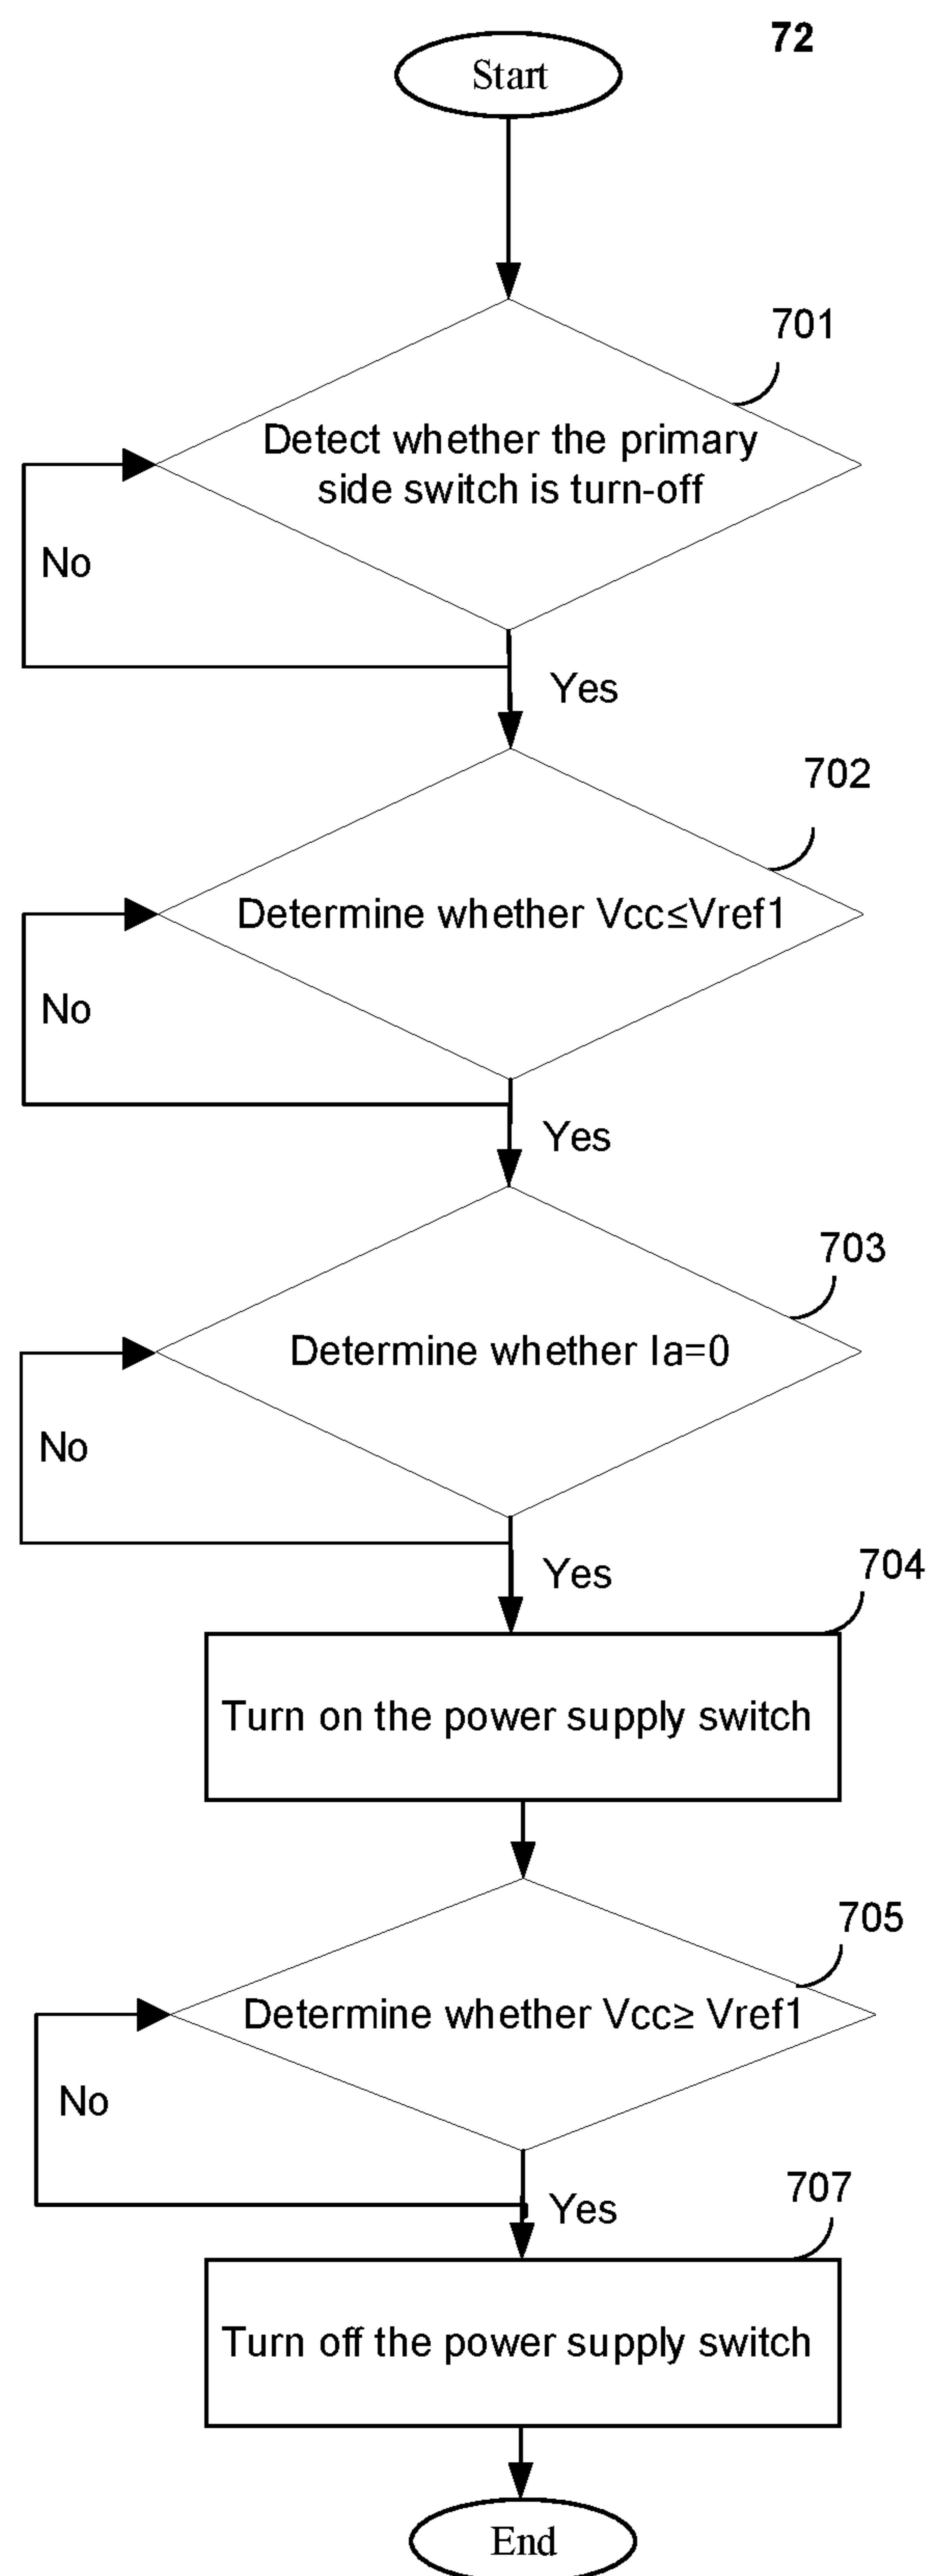 72
Start
701
Detect whether the primary
side switch is turn-off
No
Yes
702
Determine whether Vcc≤Vref1
No
Yes
703
Determine whether Ia=0
No
Yes
704
Turn on the power supply switch
705
Determine whether Vcc≥ Vref1
No
Yes
707
Turn off the power supply switch
End